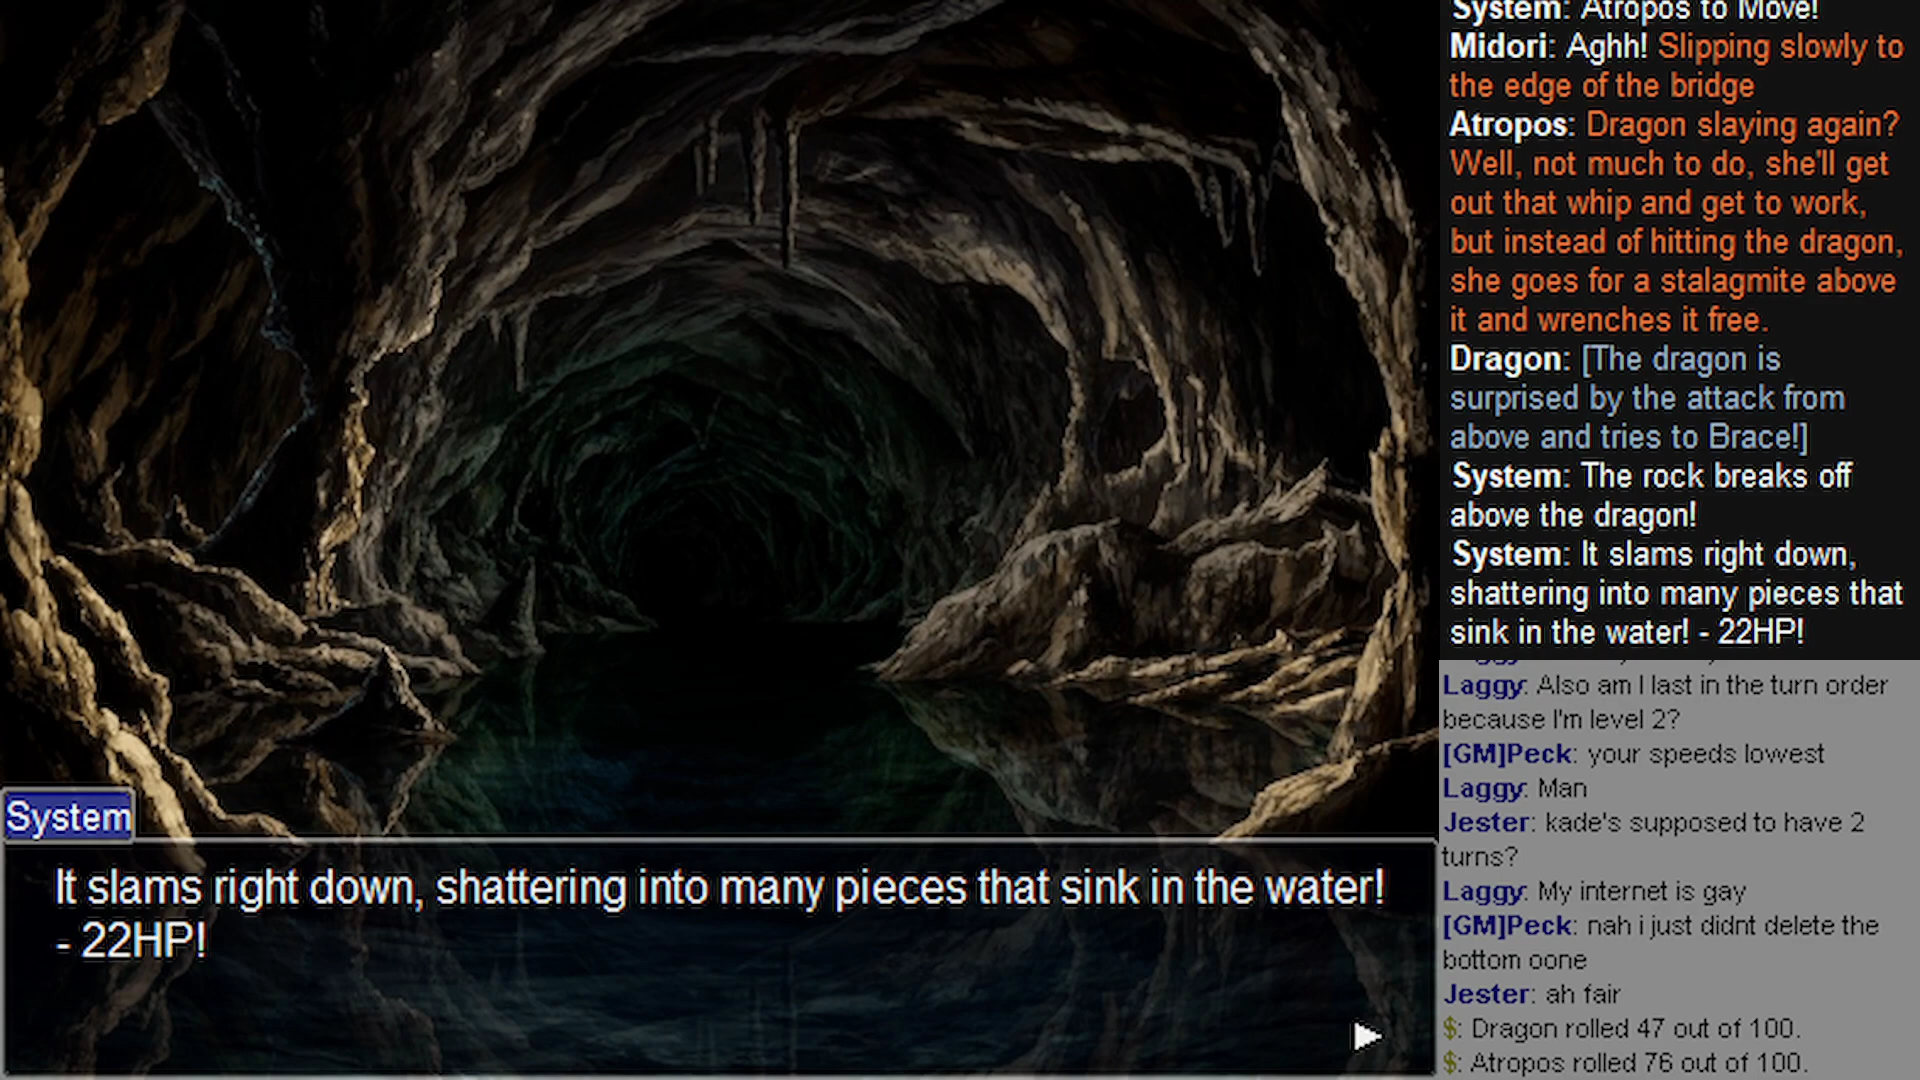 System
It slams right down, shattering into many pieces that sink in the water!
- 22HP!
System: Atropos to Move!
Midori: Aghh! Slipping slowly to
the edge of the bridge
Atropos: Dragon slaying again?
Well, not much to do, she'll get
out that whip and get to work,
but instead of hitting the dragon,
she goes for a stalagmite above
it and wrenches it free.
Dragon: [The dragon is
surprised by the attack from
above and tries to Brace!]
System: The rock breaks off
above the dragon!
System: It slams right down,
shattering into many pieces that
sink in the water! - 22HP!
Laggy: Also am I last in the turn order
because I'm level 2?
[GM]Peck: your speeds lowest
Laggy: Man
Jester: kade's supposed to have 2
turns?
Laggy: My internet is gay
[GM]Peck: nah i just didnt delete the
bottom oone
Jester: ah fair
$: Dragon rolled 47 out of 100.
$: Atropos rolled 76 out of 100.